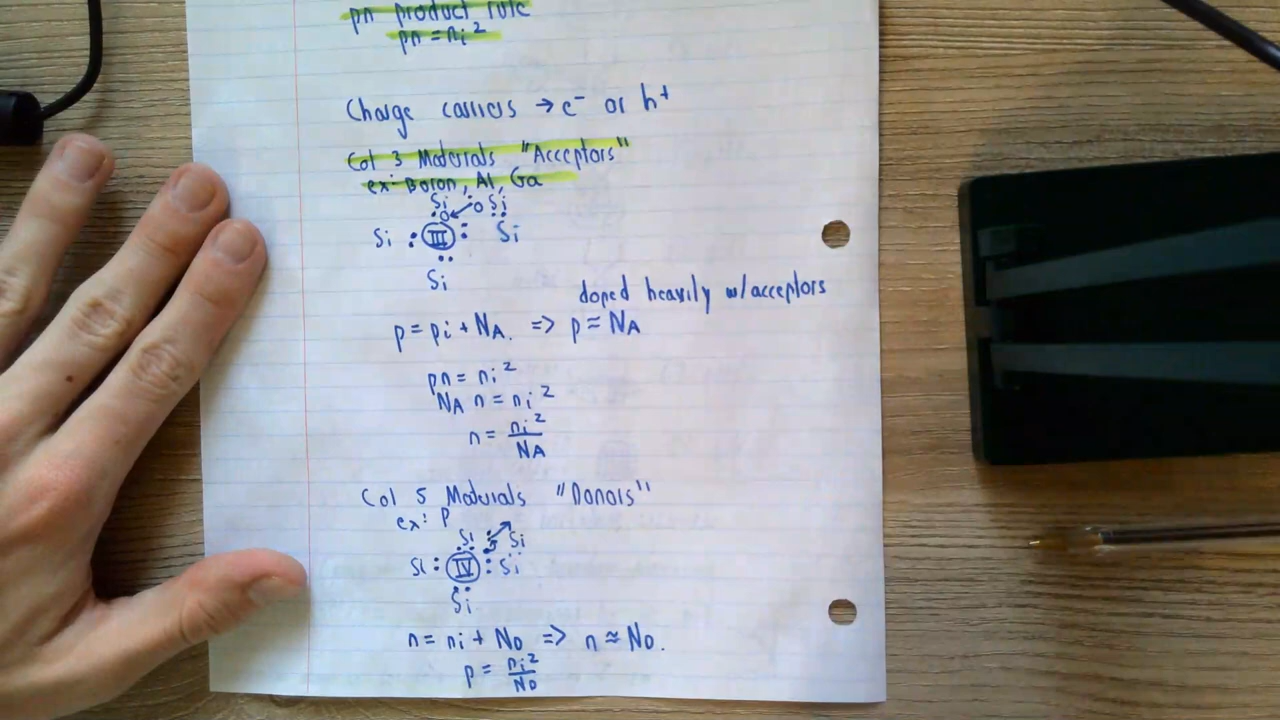 pn product rule
pn = ni²
Charge carriers → e⁻ or h⁺
Col 3 Materials "Acceptors"
ex: Boron, Al, Ga
Si Si
Si III Si
Si
doped heavily w/acceptors
p = pi + NA. => p ≈ NA
pn = ni²
NA n = ni²
n = ni²/NA
Col 5 Materials "Donors"
ex: P
Si Si
Si IV Si
Si
n = ni + ND => n ≈ ND.
p = ni²/ND